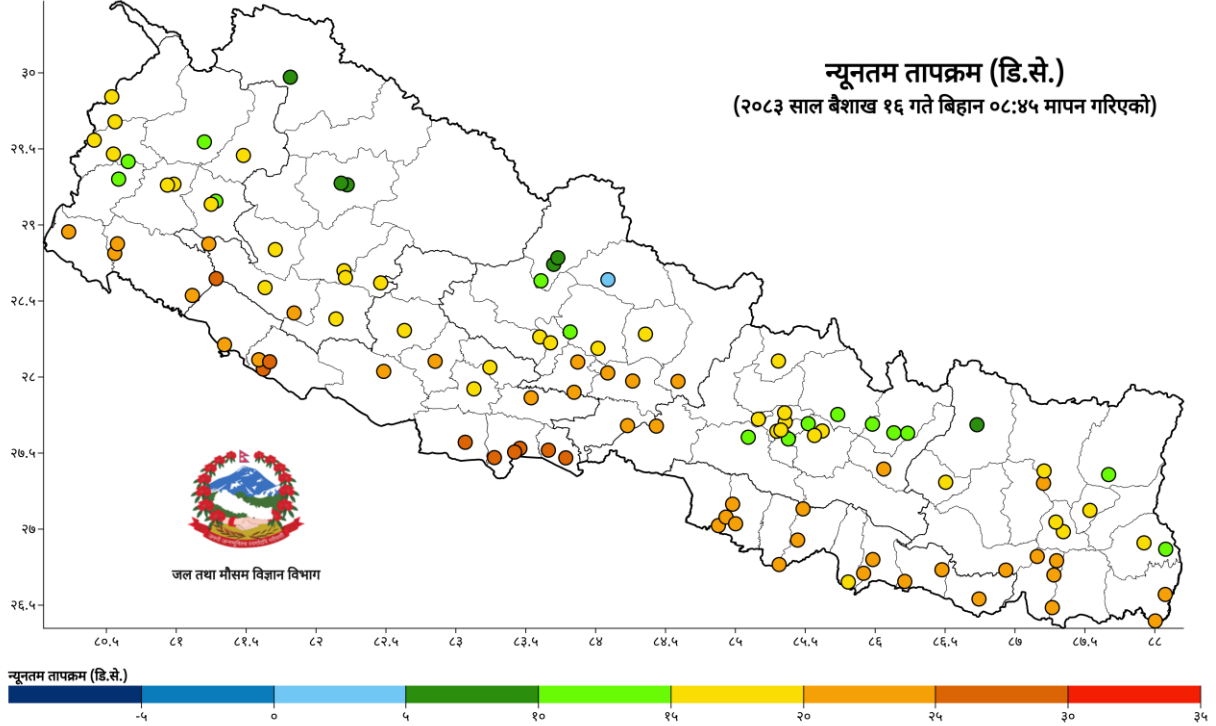 न्यूनतम तापक्रम (डि.से.)
(२०८३ साल बैशाख १६ गते बिहान ०८:४५ मापन गरिएको)
३०
२९.५
२९
२८.५
२८
२७.५
२७
२६.५
जल तथा मौसम विज्ञान विभाग
८०.५ ८१ ८१.५ ८२ ८२.५ ८३ ८३.५ ८४ ८४.५ ८५ ८५.५ ८६ ८६.५ ८७ ८७.५ ८८
न्यूनतम तापक्रम (डि.से.)
-५ ० ५ १० १५ २० २५ ३० ३५